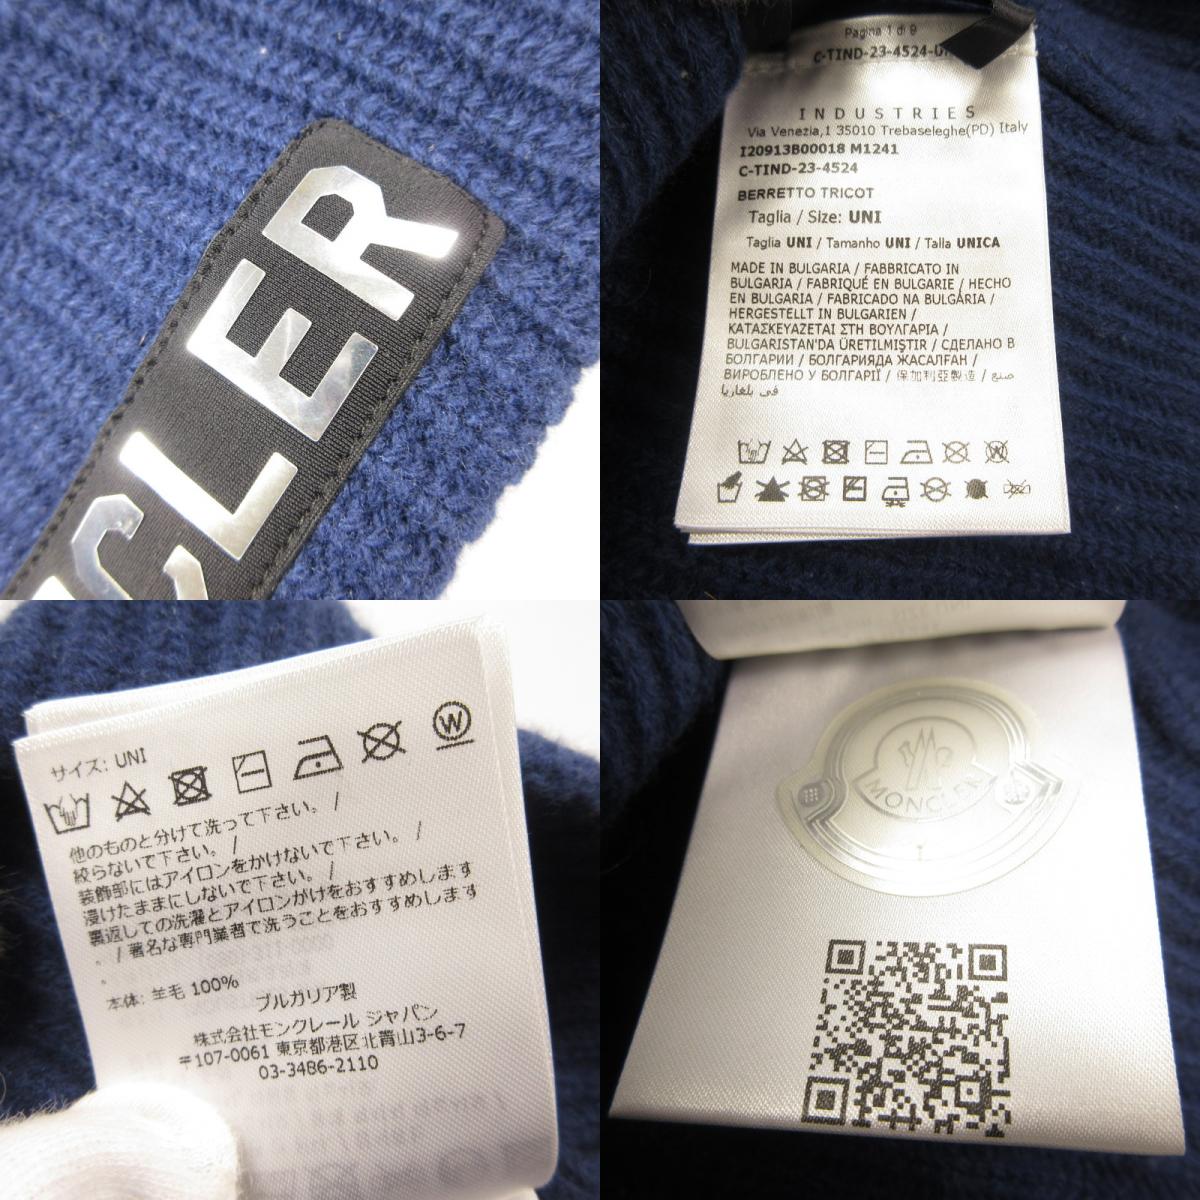 CLER
Pagina 1 di 9
C-TIND-23-4524-U
INDUSTRIES
Via Venezia,1 35010 Trebaseleghe(PD) Italy
I20913B00018 M1241
C-TIND-23-4524
BERRETTO TRICOT
Taglia / Size: UNI
Taglia UNI / Tamanho UNI / Talla UNICA
MADE IN BULGARIA / FABBRICATO IN
BULGARIA / FABRIQUÉ EN BULGARIE / HECHO
EN BULGARIA / FABRICADO NA BULGÁRIA /
HERGESTELLT IN BULGARIEN /
ΚΑΤΑΣΚΕΥΑΖΕΤΑΙ ΣΤΗ ΒΟΥΛΓΑΡΙΑ /
BULGARISTAN'DA ÜRETILMIŞTIR / СДЕЛАНО В
БОЛГАРИИ / БОЛГАРИЯДА ЖАСАЛҒАН /
ВИРОБЛЕНО У БОЛГАРІЇ / 保加利亞製造 / صنع
في بلغاريا
サイズ: UNI
W
他のものと分けて洗って下さい。 /
絞らないで下さい。 /
装飾部にはアイロンをかけないで下さい。 /
浸けたままにしないで下さい。 /
裏返しての洗濯とアイロンがけをおすすめします
。 / 著名な専門業者で洗うことをおすすめします
。
本体: 羊毛 100%
ブルガリア製
株式会社モンクレール ジャパン
〒107-0061 東京都港区北青山3-6-7
03-3486-2110
MONCLER